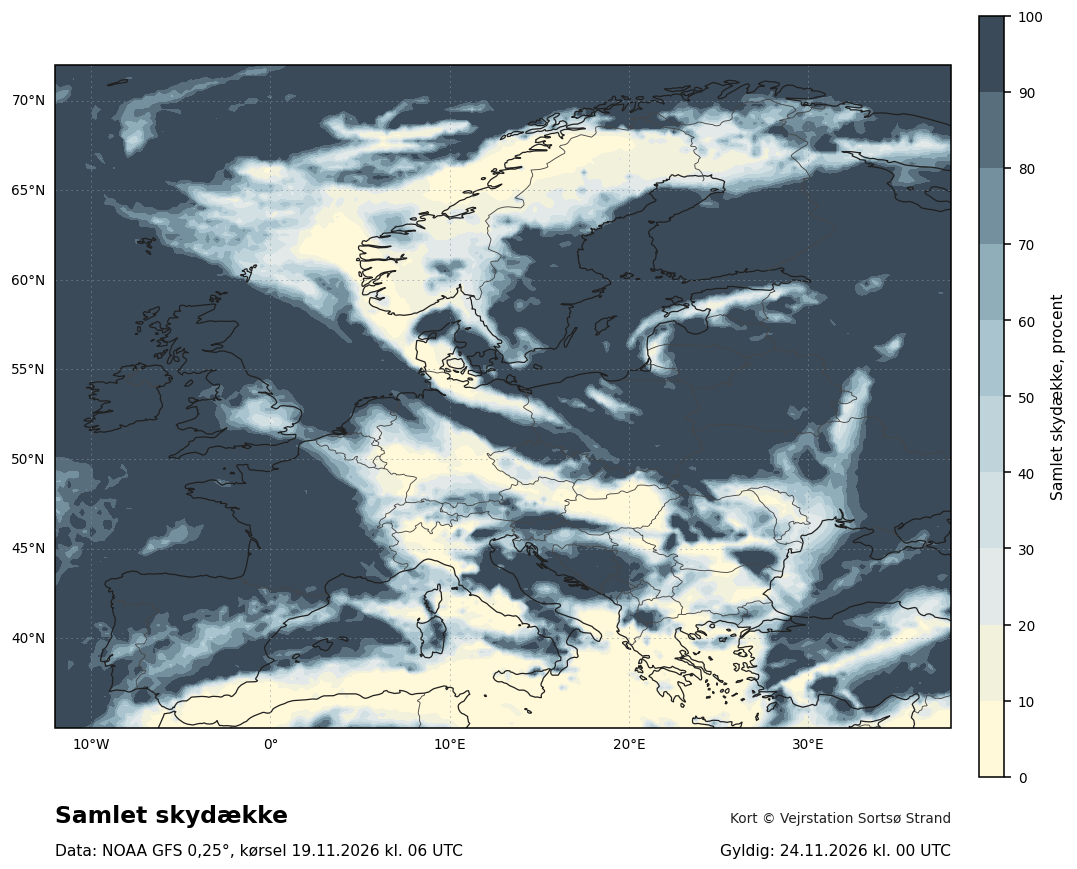 100
90
80
70
60
50
40
30
20
10
0
Samlet skydække, procent
70°N
65°N
60°N
55°N
50°N
45°N
40°N
10°W
0°
10°E
20°E
30°E
Samlet skydække
Kort © Vejrstation Sortsø Strand
Data: NOAA GFS 0,25°, kørsel 19.11.2026 kl. 06 UTC
Gyldig: 24.11.2026 kl. 00 UTC